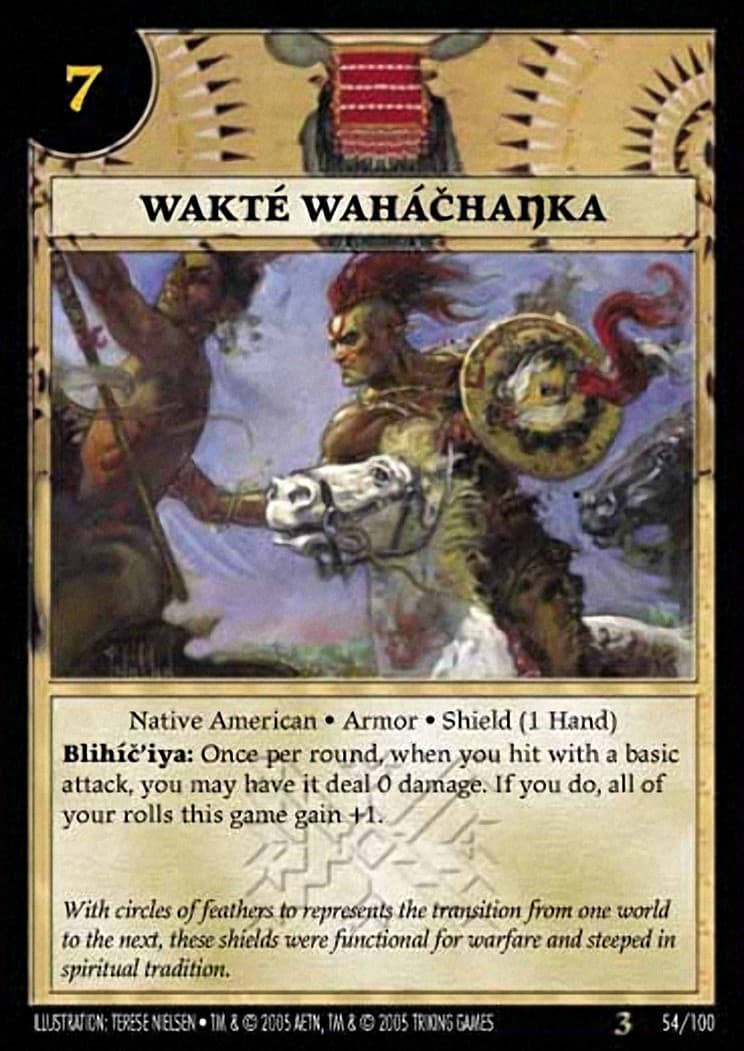 7
WAKTÉ WAHÁČHAŊKA
Native American • Armor • Shield (1 Hand)
Blihíč'iya: Once per round, when you hit with a basic
attack, you may have it deal 0 damage. If you do, all of
your rolls this game gain +1.
With circles of feathers to represents the transition from one world
to the next, these shields were functional for warfare and steeped in
spiritual tradition.
ILLUSTRATION: TERESE NIELSEN • TM & © 2005 AETN, TM & © 2005 TRIKING GAMES 3 54/100